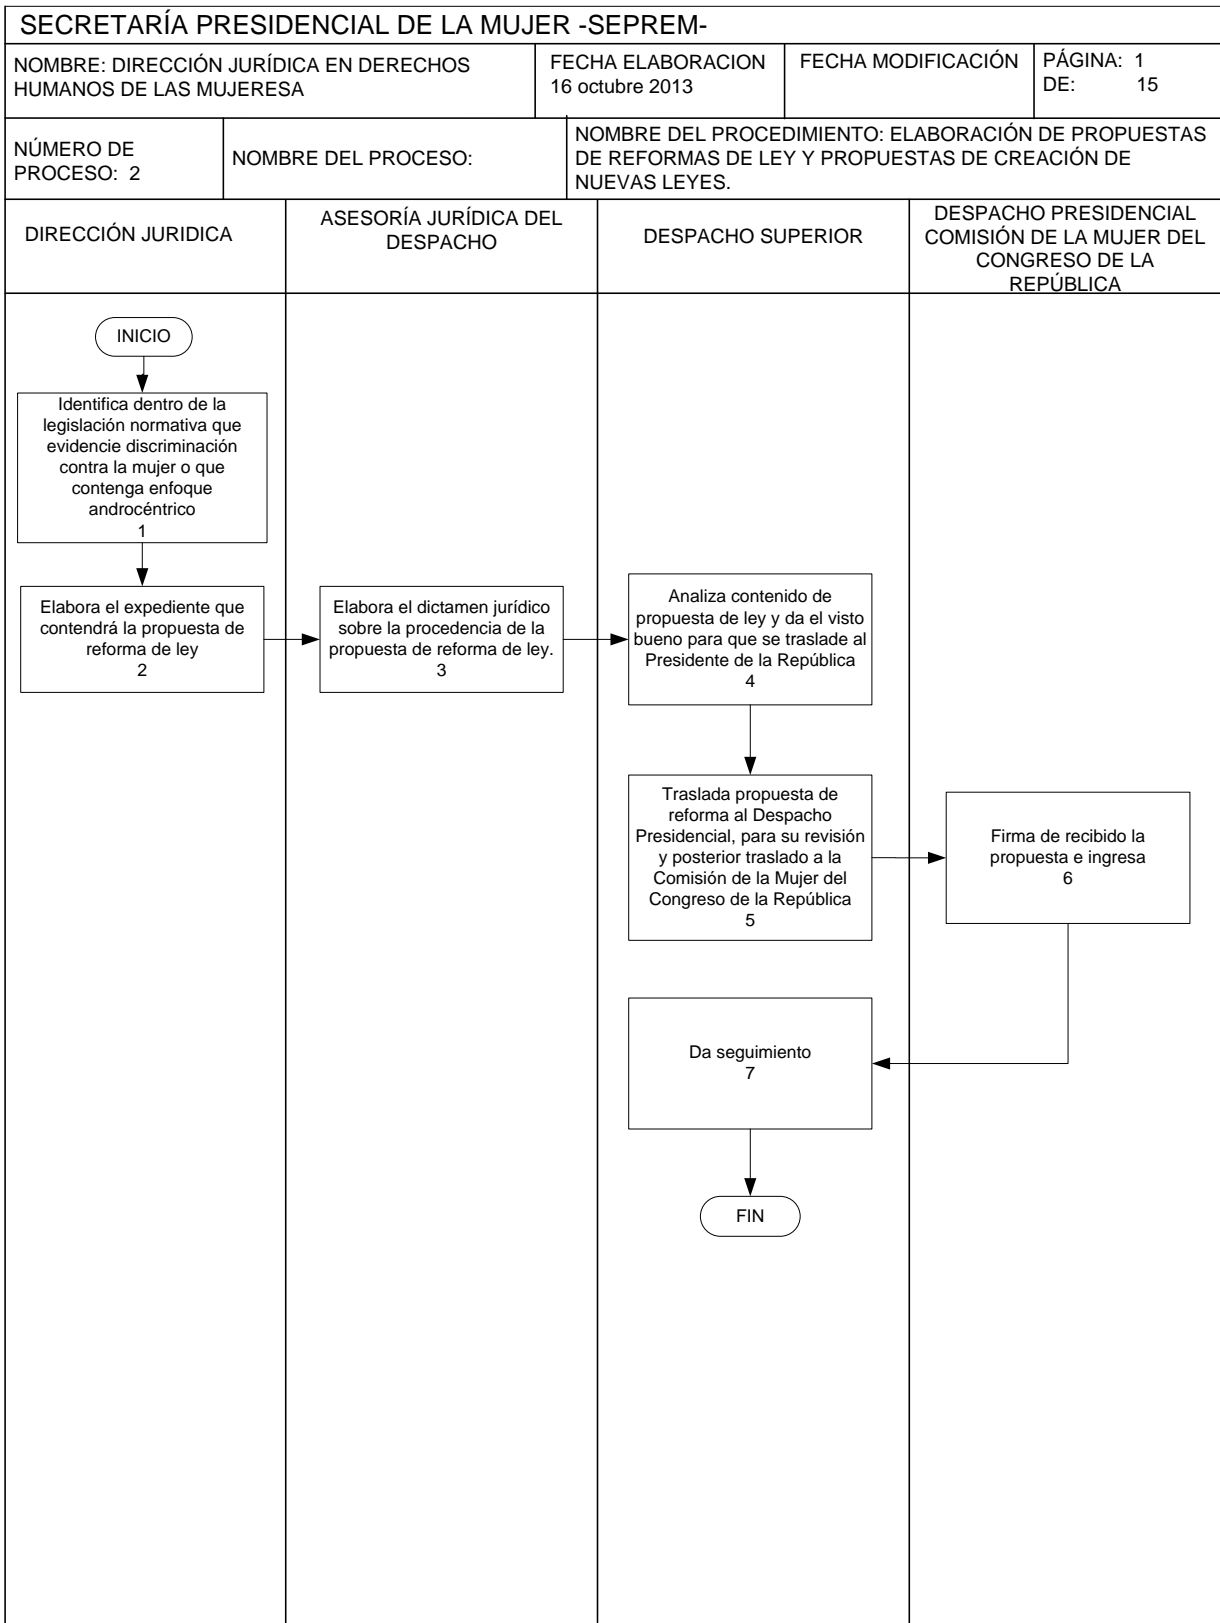 SECRETARÍA PRESIDENCIAL DE LA MUJER -SEPREM-
NOMBRE: DIRECCIÓN JURÍDICA EN DERECHOS
HUMANOS DE LAS MUJERESA
FECHA ELABORACION
16 octubre 2013
FECHA MODIFICACIÓN
PÁGINA: 1
DE: 15
NÚMERO DE
PROCESO: 2
NOMBRE DEL PROCESO:
NOMBRE DEL PROCEDIMIENTO: ELABORACIÓN DE PROPUESTAS
DE REFORMAS DE LEY Y PROPUESTAS DE CREACIÓN DE
NUEVAS LEYES.
DIRECCIÓN JURIDICA
ASESORÍA JURÍDICA DEL
DESPACHO
DESPACHO SUPERIOR
DESPACHO PRESIDENCIAL
COMISIÓN DE LA MUJER DEL
CONGRESO DE LA
REPÚBLICA
INICIO
Identifica dentro de la
legislación normativa que
evidencie discriminación
contra la mujer o que
contenga enfoque
androcéntrico
1
Elabora el expediente que
contendrá la propuesta de
reforma de ley
2
Elabora el dictamen jurídico
sobre la procedencia de la
propuesta de reforma de ley.
3
Analiza contenido de
propuesta de ley y da el visto
bueno para que se traslade al
Presidente de la República
4
Traslada propuesta de
reforma al Despacho
Presidencial, para su revisión
y posterior traslado a la
Comisión de la Mujer del
Congreso de la República
5
Firma de recibido la
propuesta e ingresa
6
Da seguimiento
7
FIN